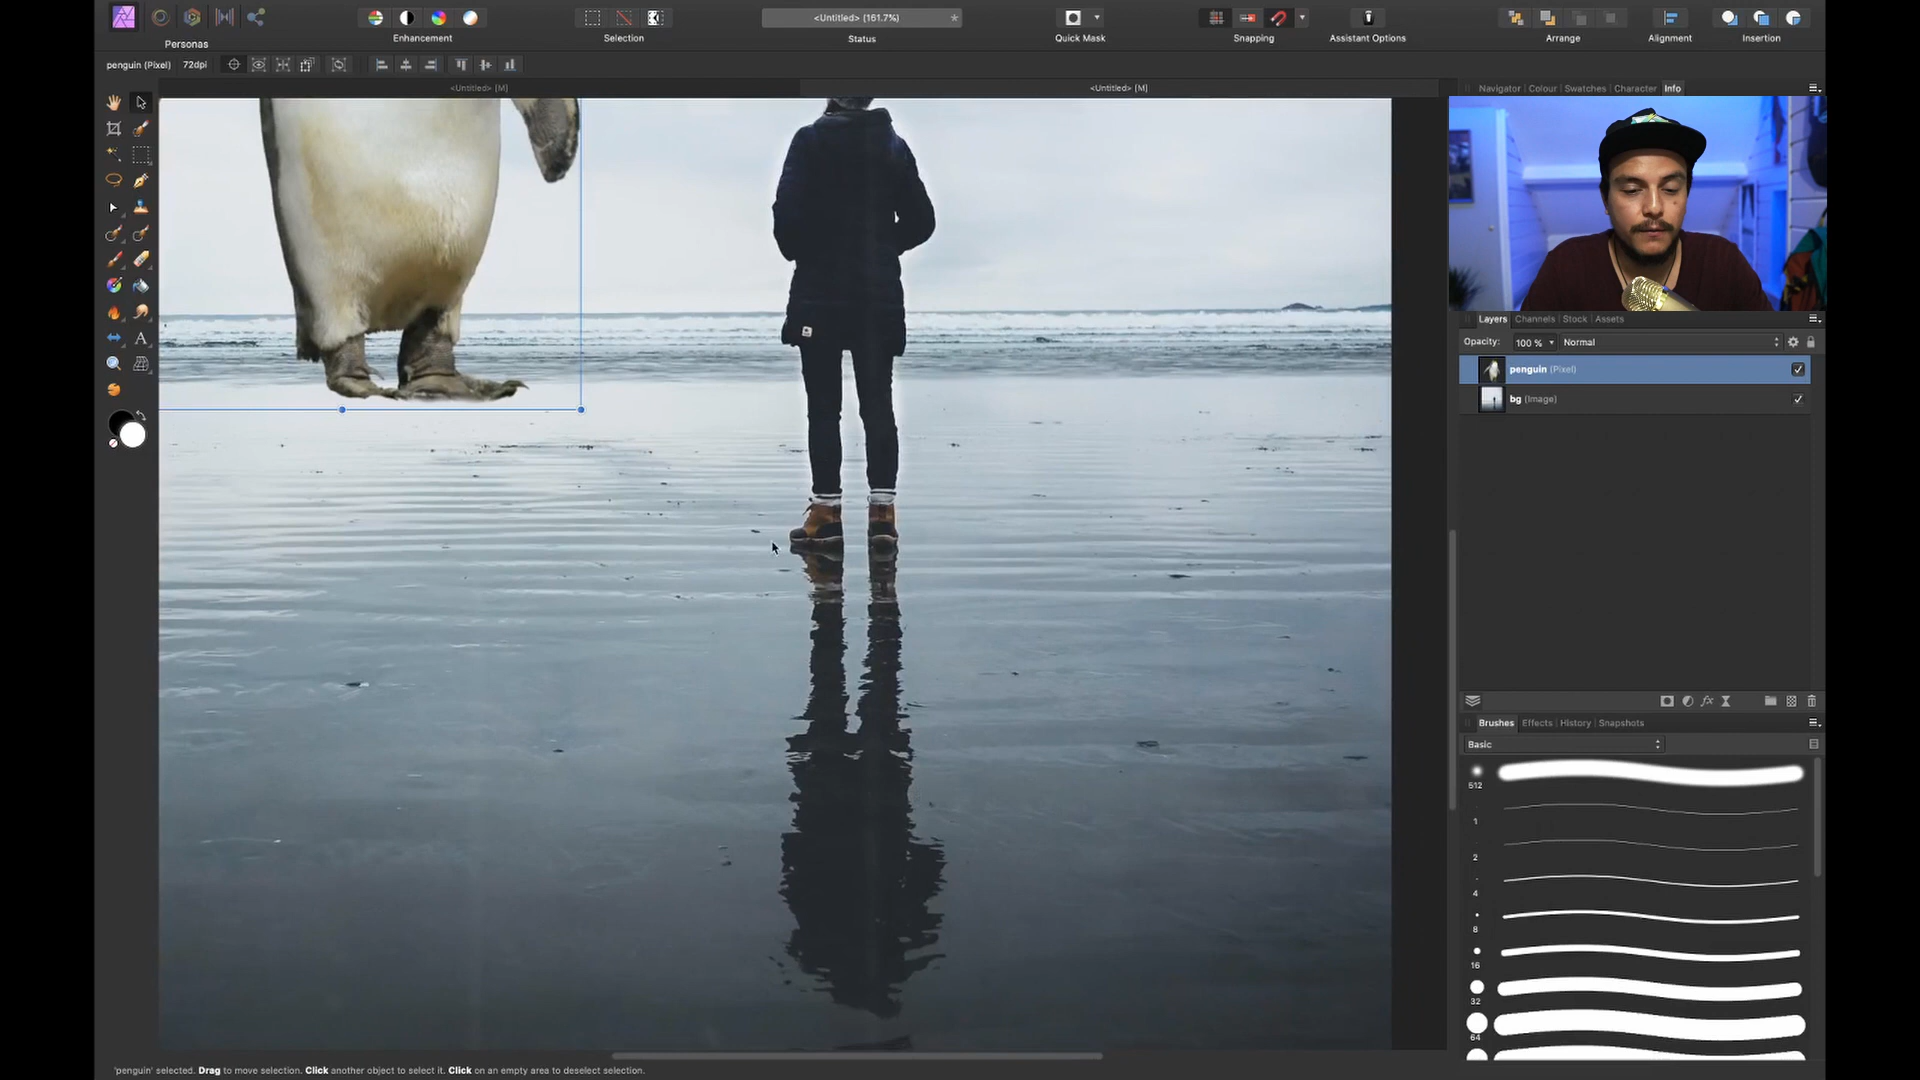 <Untitled> (161.7%)
*
Personas
Enhancement
Selection
Status
Quick Mask
Snapping
Assistant Options
Arrange
Alignment
Insertion
penguin (Pixel)
72dpi
<Untitled> [M]
<Untitled> [M]
Navigator
Colour
Swatches
Character
Info
Layers
Channels
Stock
Assets
Opacity:
100 %
Normal
penguin (Pixel)
bg (Image)
Brushes
Effects
History
Snapshots
Basic
512
1
2
4
8
16
32
64
'penguin' selected. Drag to move selection. Click another object to select it. Click on an empty area to deselect selection.